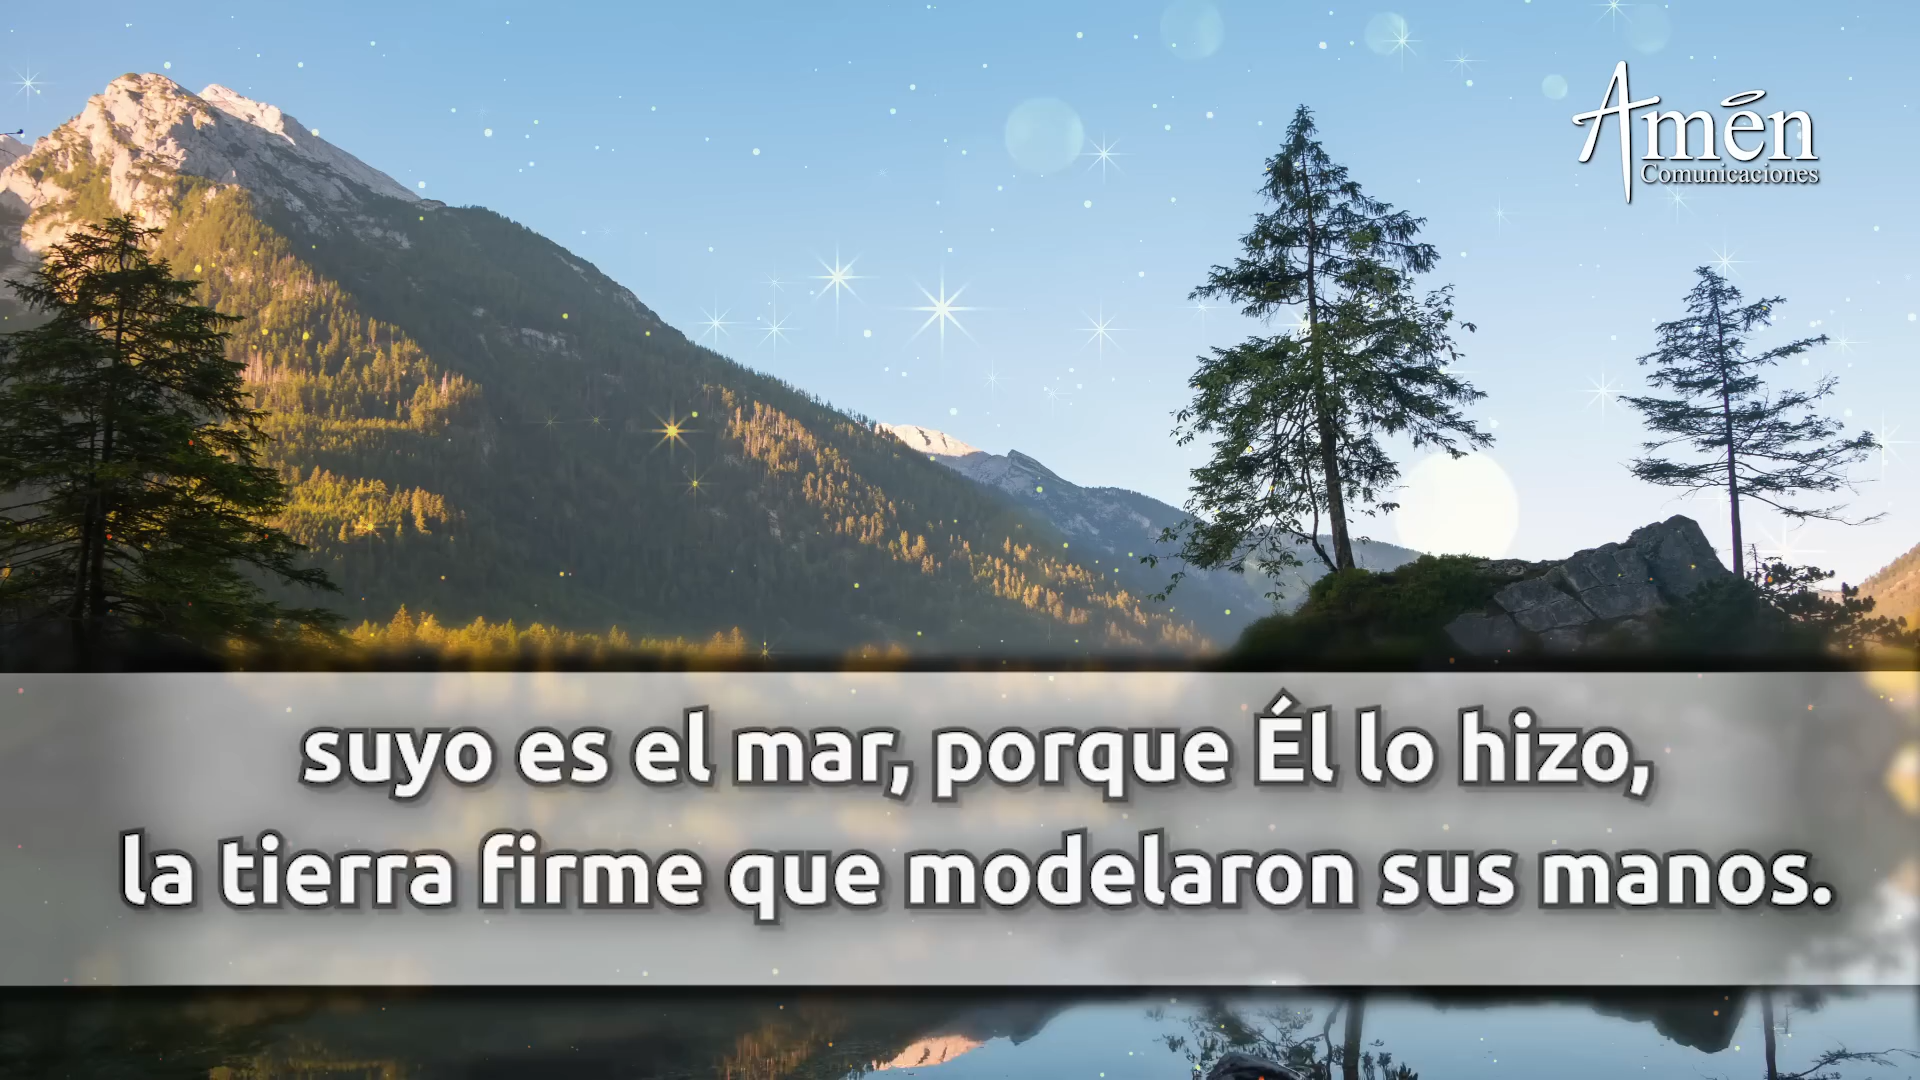 Amén
Comunicaciones
suyo es el mar, porque Él lo hizo,
la tierra firme que modelaron sus manos.